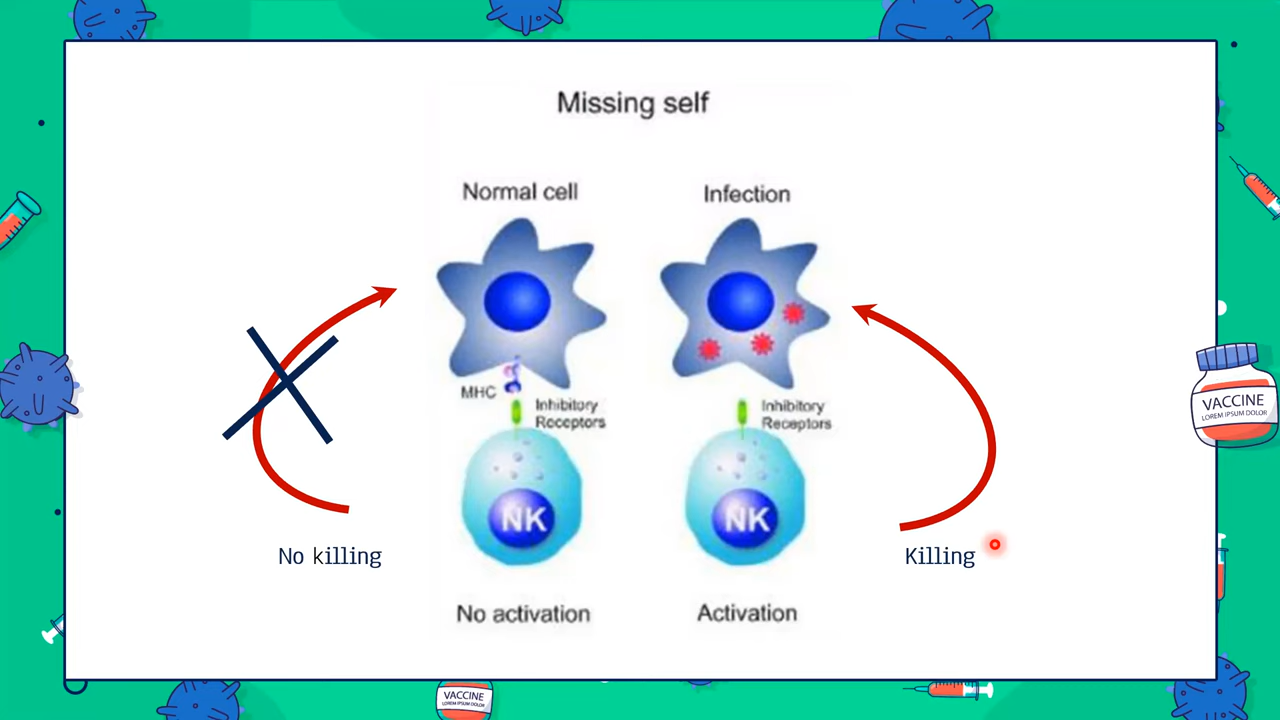 Missing self
Normal cell
Infection
MHC
Inhibitory
Receptors
Inhibitory
Receptors
NK
NK
No killing
Killing
No activation
Activation
VACCINE
LOREM IPSUM DOLOR
VACCINE
LOREM IPSUM DOLOR